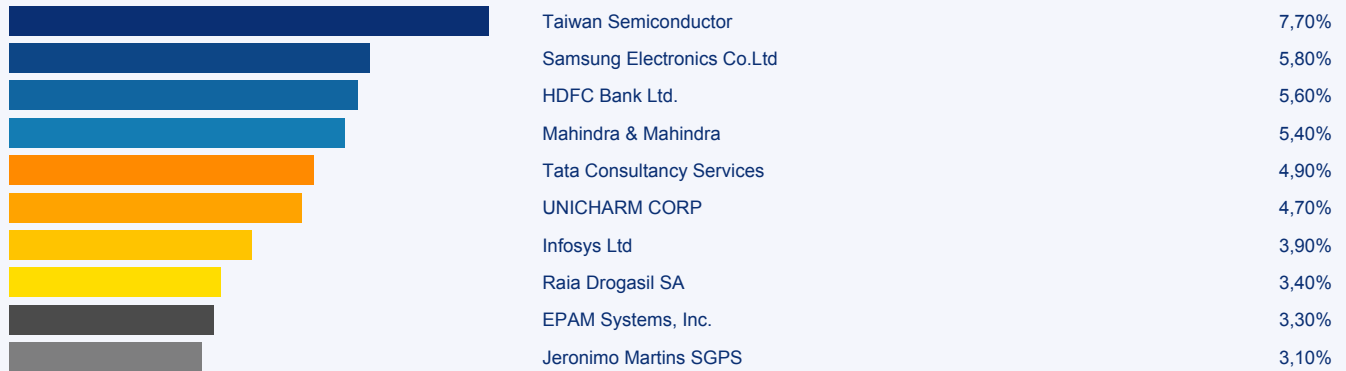 Taiwan Semiconductor 7,70%
Samsung Electronics Co.Ltd 5,80%
HDFC Bank Ltd. 5,60%
Mahindra & Mahindra 5,40%
Tata Consultancy Services 4,90%
UNICHARM CORP 4,70%
Infosys Ltd 3,90%
Raia Drogasil SA 3,40%
EPAM Systems, Inc. 3,30%
Jeronimo Martins SGPS 3,10%